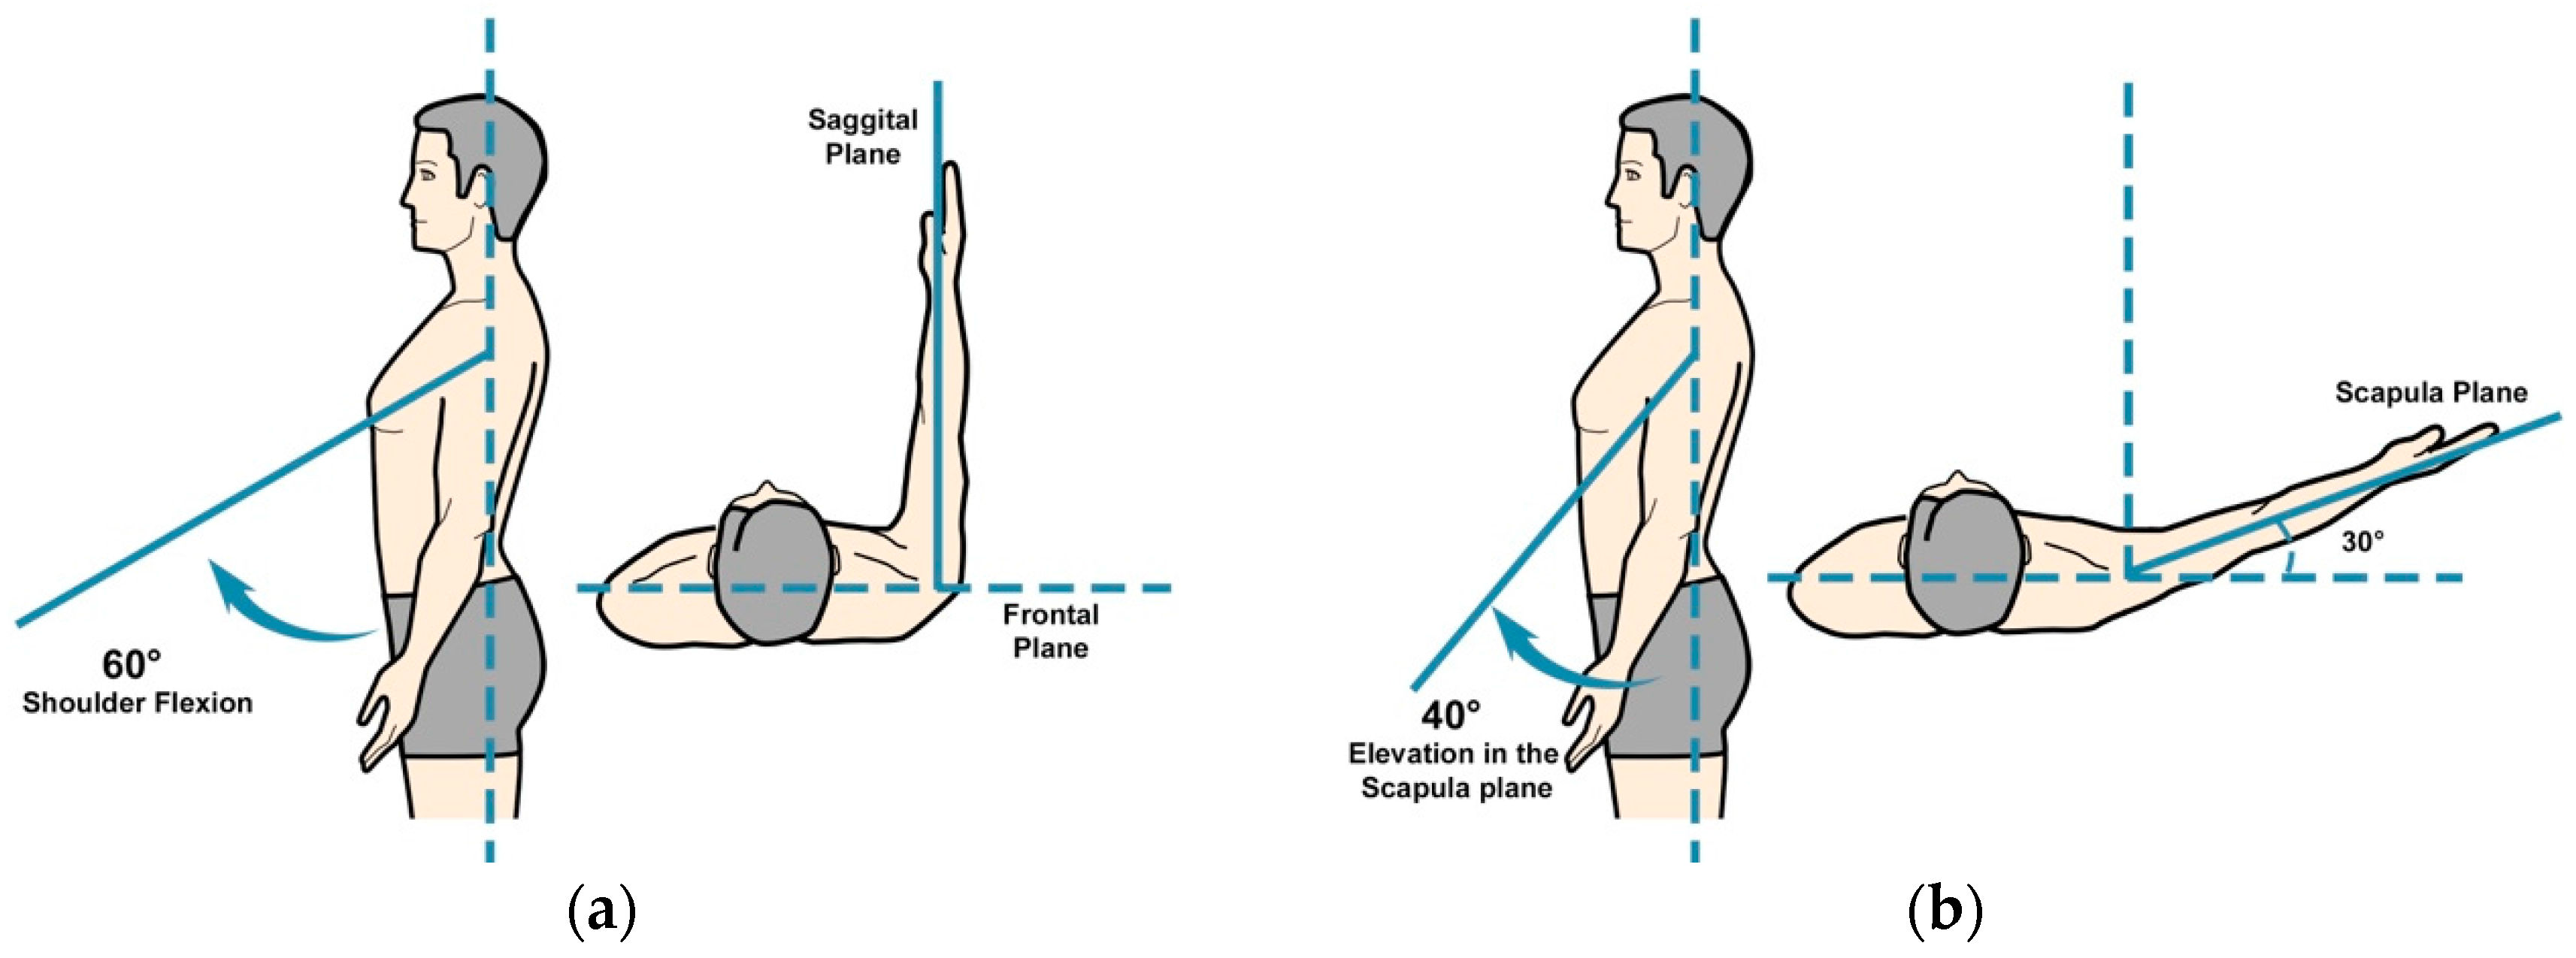 Saggital
Plane
Frontal
Plane
60°
Shoulder Flexion
(a)
Scapula Plane
30°
40°
Elevation in the
Scapula plane
(b)